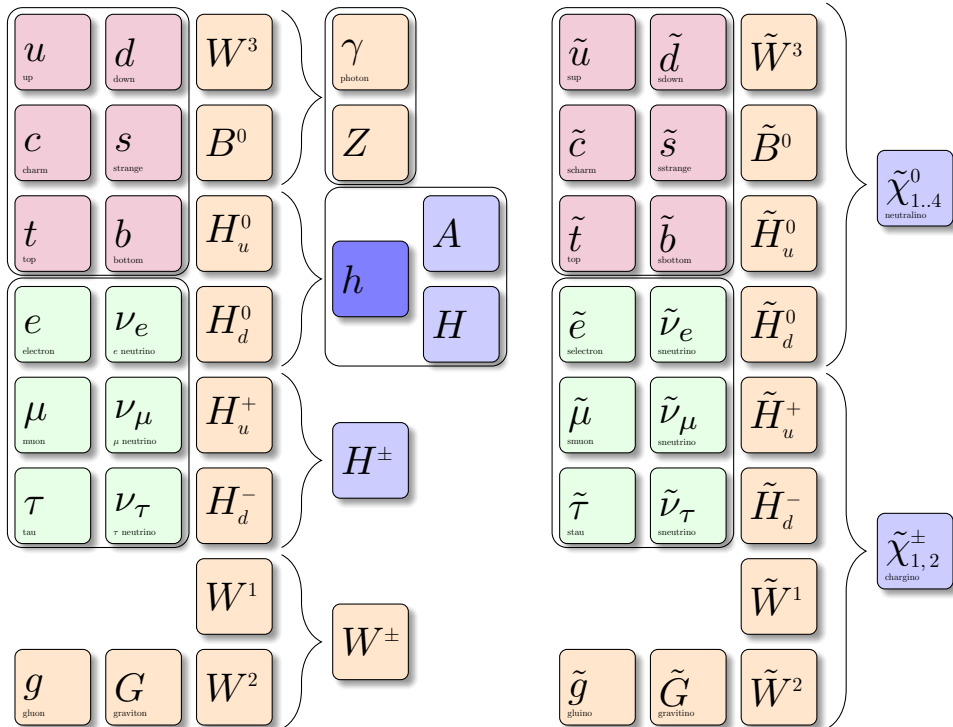 u d W³ γ ũ d̃ W̃³
up down photon sup sdown
c s B⁰ Z c̃ s̃ B̃⁰ χ̃⁰₁..₄
charm strange scharm sstrange neutralino
t b H⁰ᵤ A t̃ b̃ H̃⁰ᵤ
top bottom top sbottom
h
e νₑ H⁰_d H ẽ ν̃ₑ H̃⁰_d
electron e neutrino selectron sneutrino
μ ν_μ H⁺ᵤ μ̃ ν̃_μ H̃⁺ᵤ
muon μ neutrino smuon sneutrino
H^±
τ ν_τ H⁻_d τ̃ ν̃_τ H̃⁻_d
tau τ neutrino stau sneutrino
χ̃^±₁,₂
chargino
W¹ W̃¹
W^±
g G W² g̃ G̃ W̃²
gluon graviton gluino gravitino